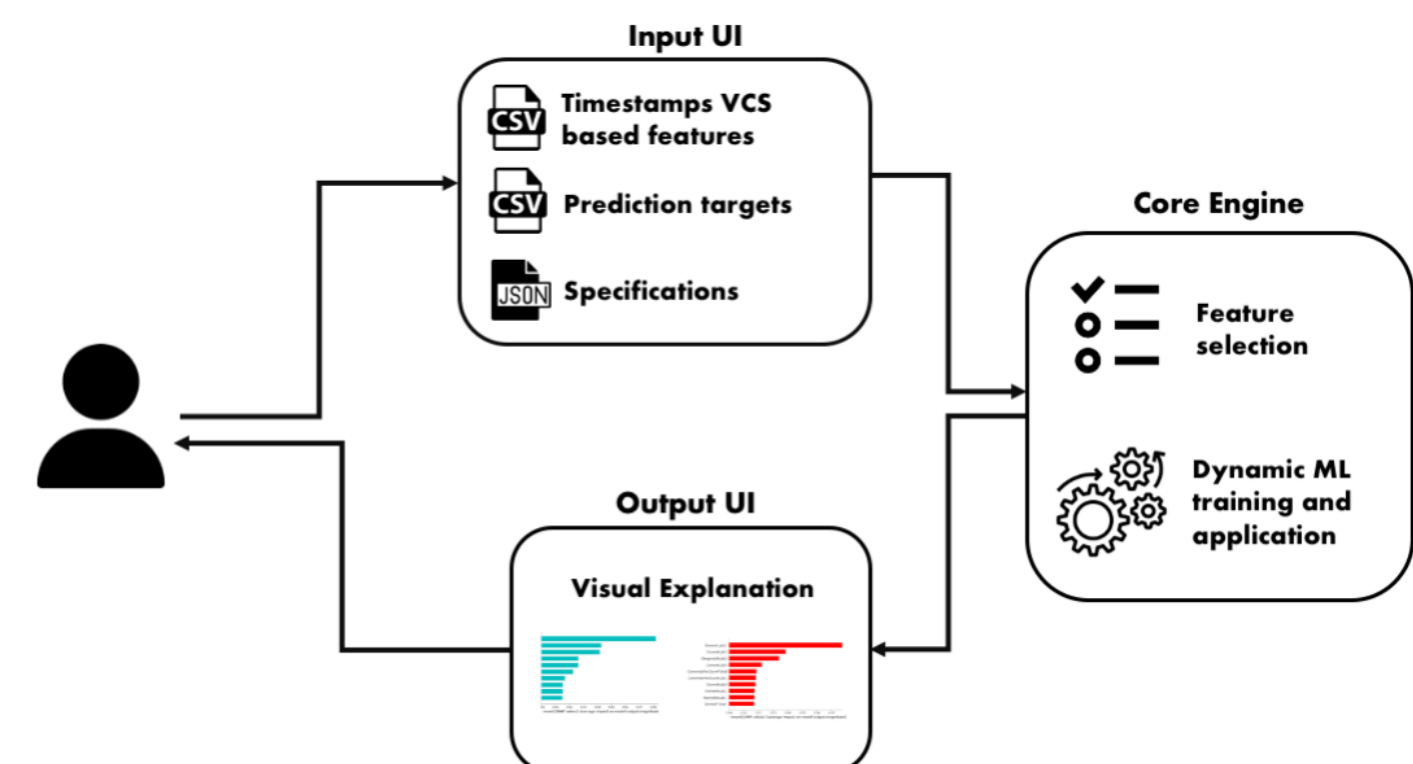 Input UI
CSV
Timestamps VCS
based features
CSV
Prediction targets
JSON
Specifications
Core Engine
Feature
selection
Dynamic ML
training and
application
Output UI
Visual Explanation